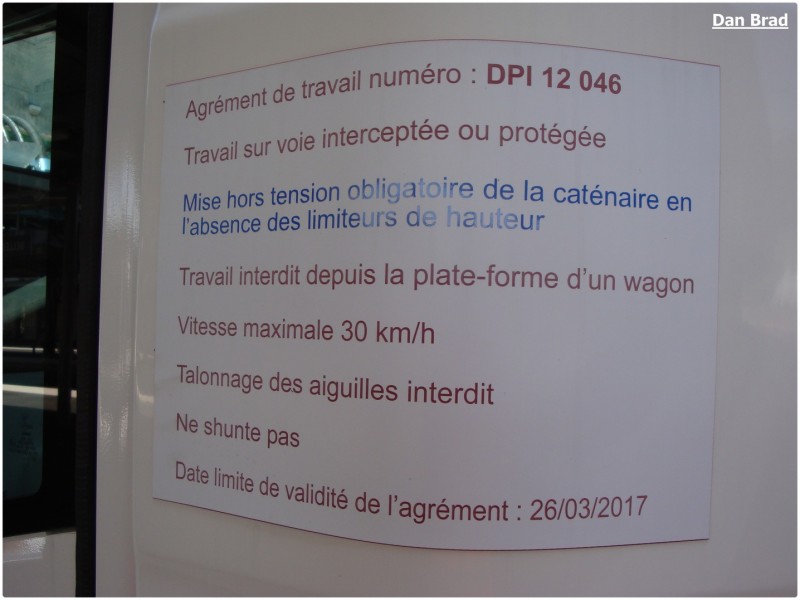 Dan Brad
Agrément de travail numéro : DPI 12 046
Travail sur voie interceptée ou protégée
Mise hors tension obligatoire de la caténaire en
l'absence des limiteurs de hauteur
Travail interdit depuis la plate-forme d'un wagon
Vitesse maximale 30 km/h
Talonnage des aiguilles interdit
Ne shunte pas
Date limite de validité de l'agrément : 26/03/2017